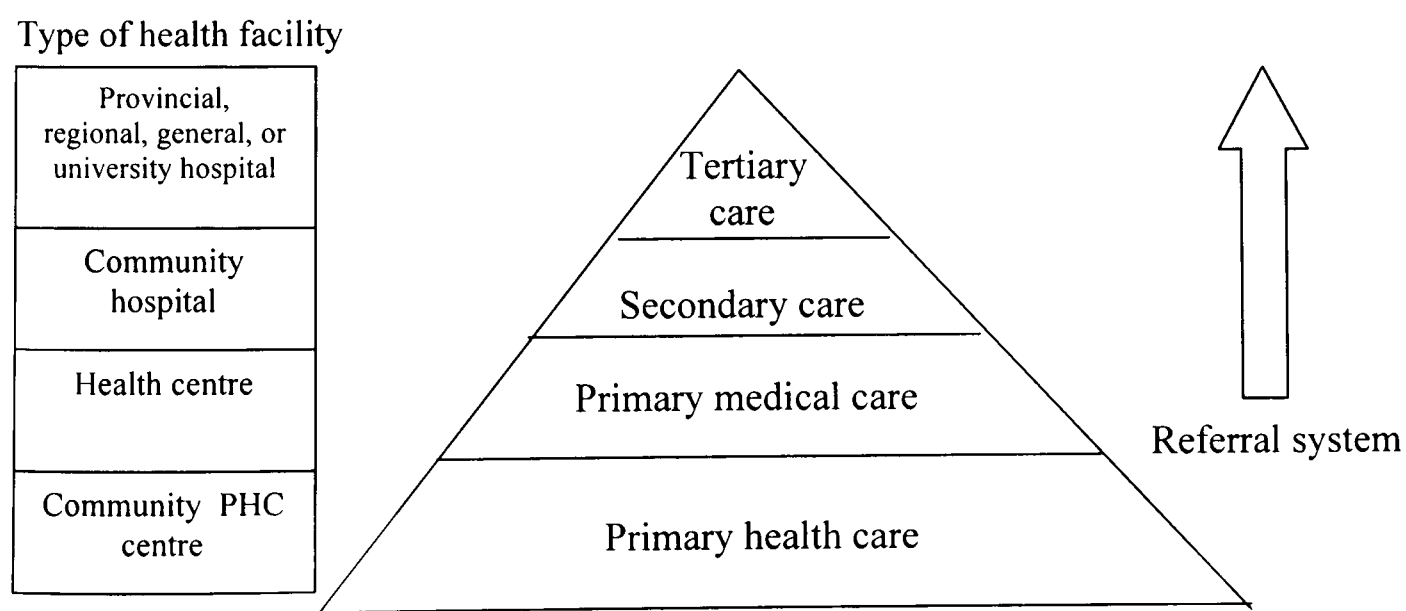 Type of health facility
Provincial,
regional, general, or
university hospital
Community
hospital
Health centre
Community PHC
centre
Tertiary
care
Secondary care
Primary medical care
Primary health care
Referral system